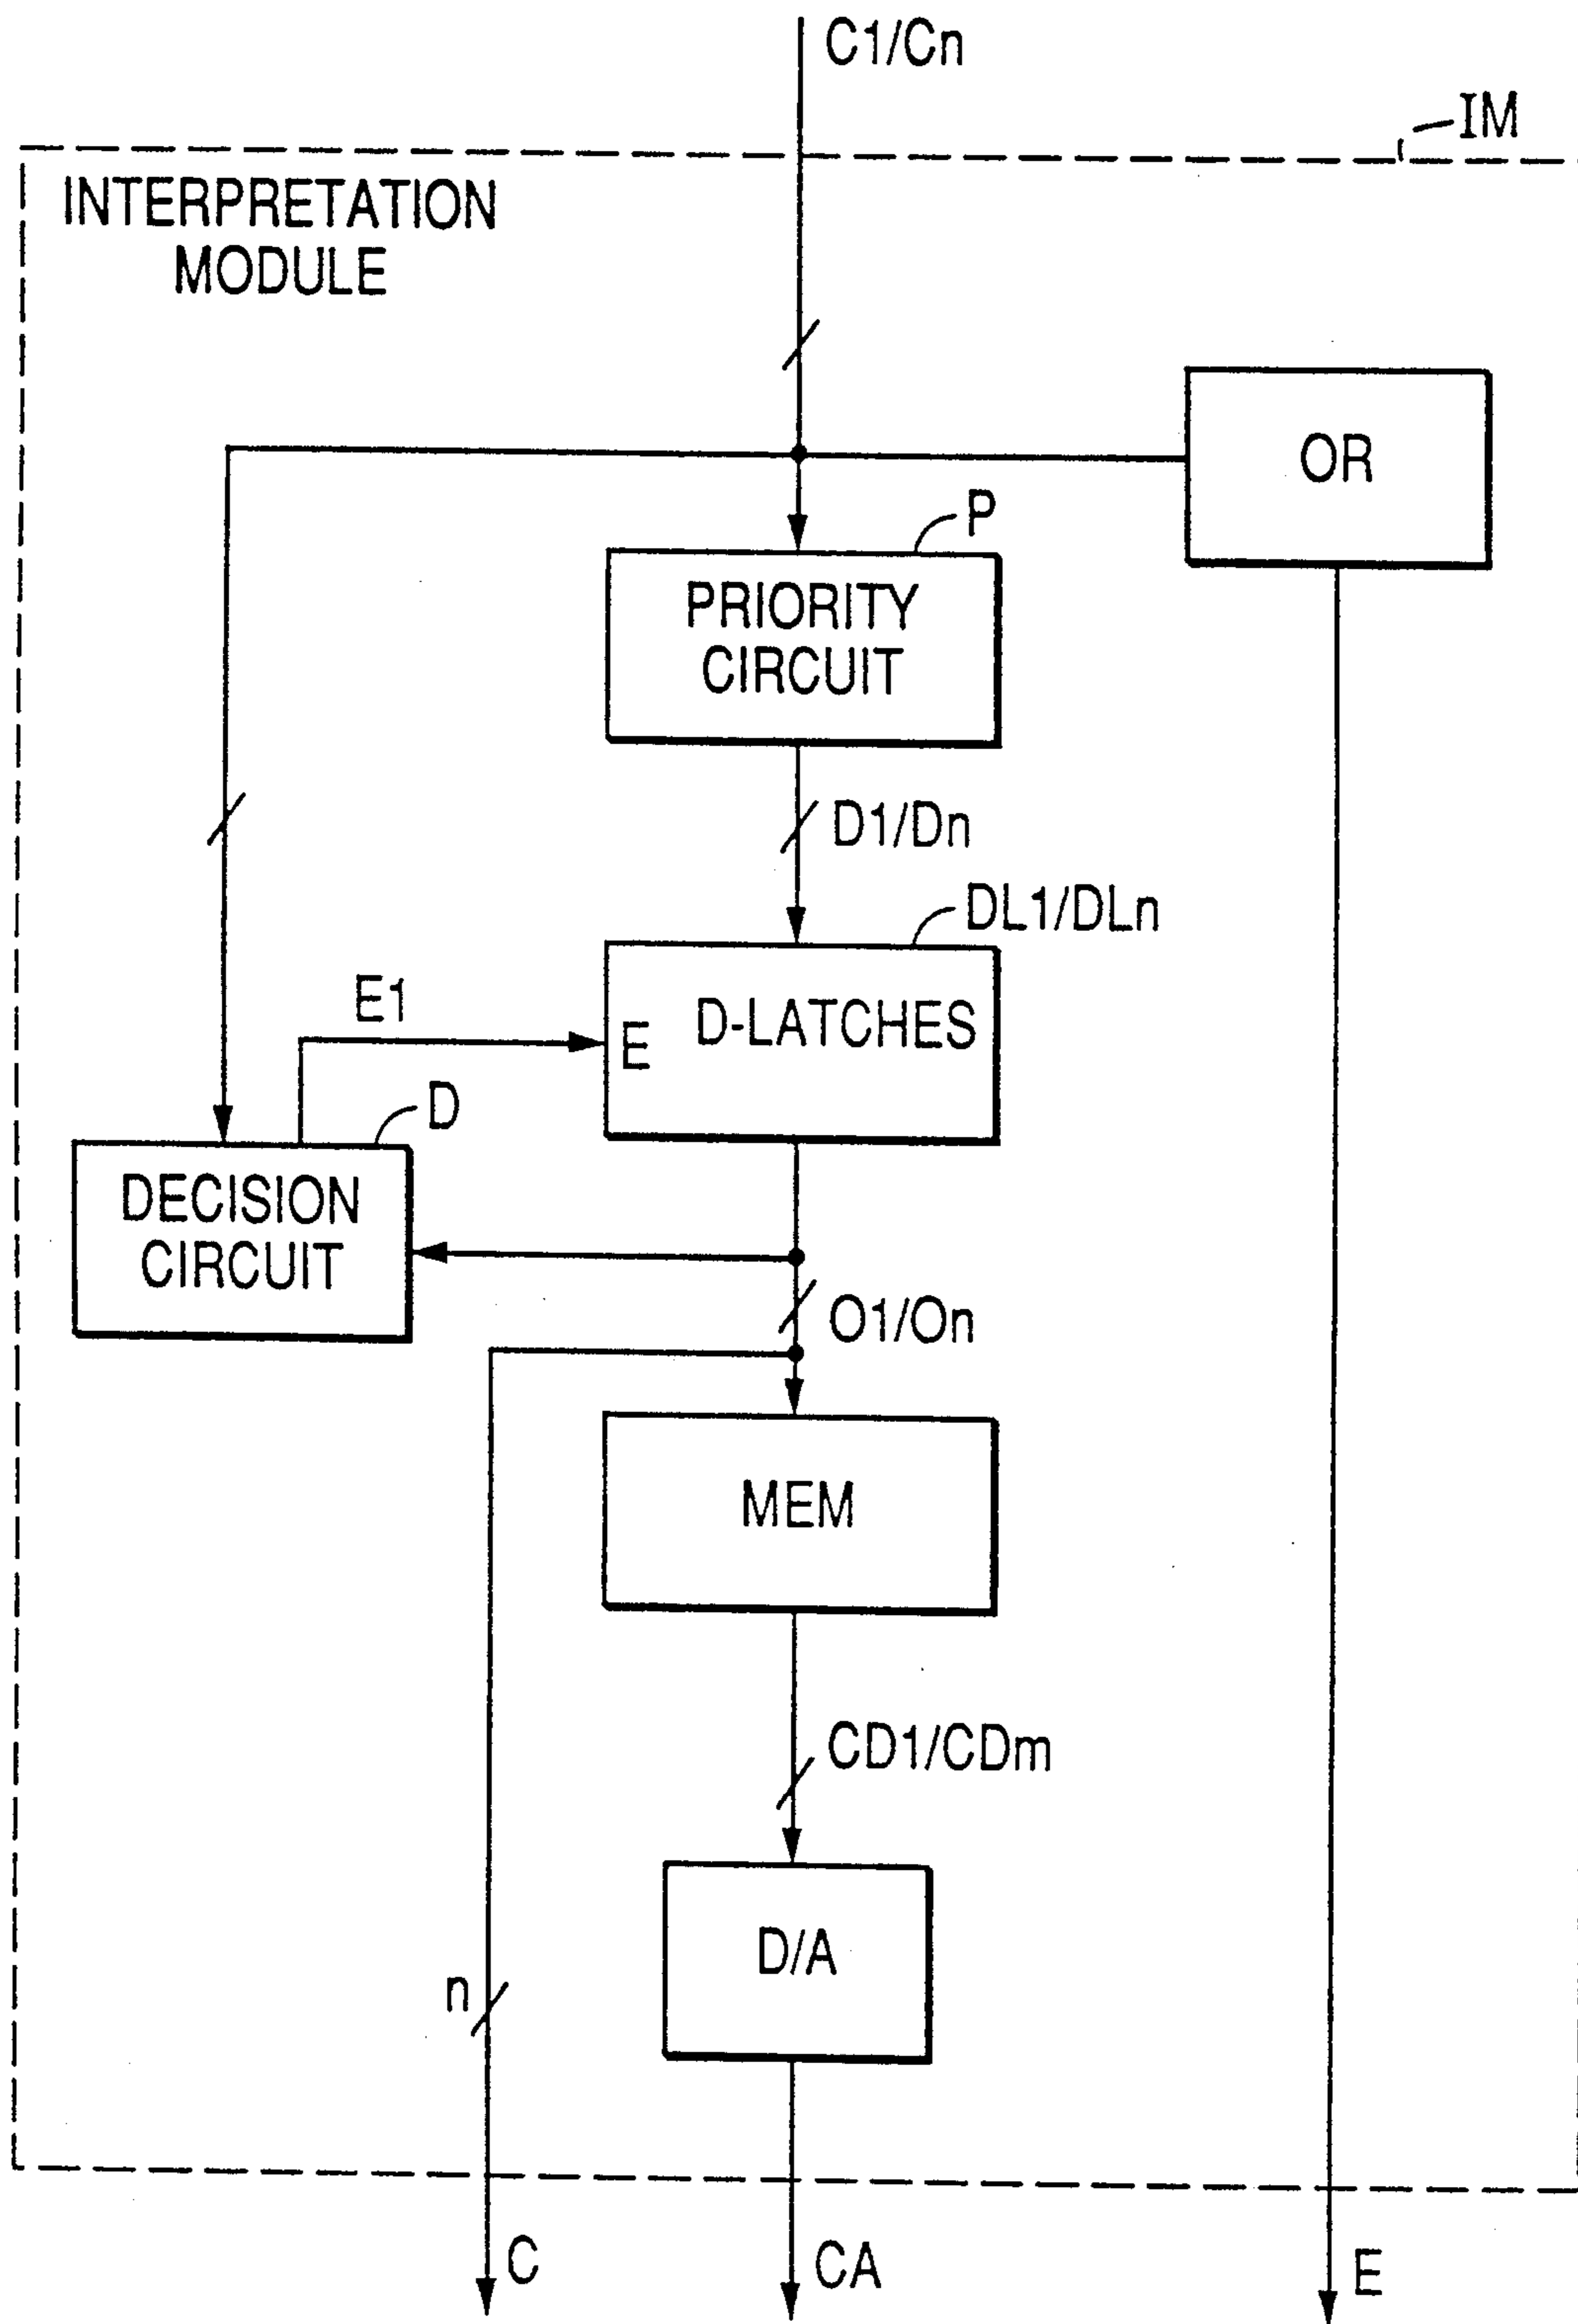 C1/Cn
IM
INTERPRETATION
MODULE
OR
P
PRIORITY
CIRCUIT
D1/Dn
DL1/DLn
E1
E
D-LATCHES
D
DECISION
CIRCUIT
O1/On
MEM
CD1/CDm
D/A
n
C
CA
E